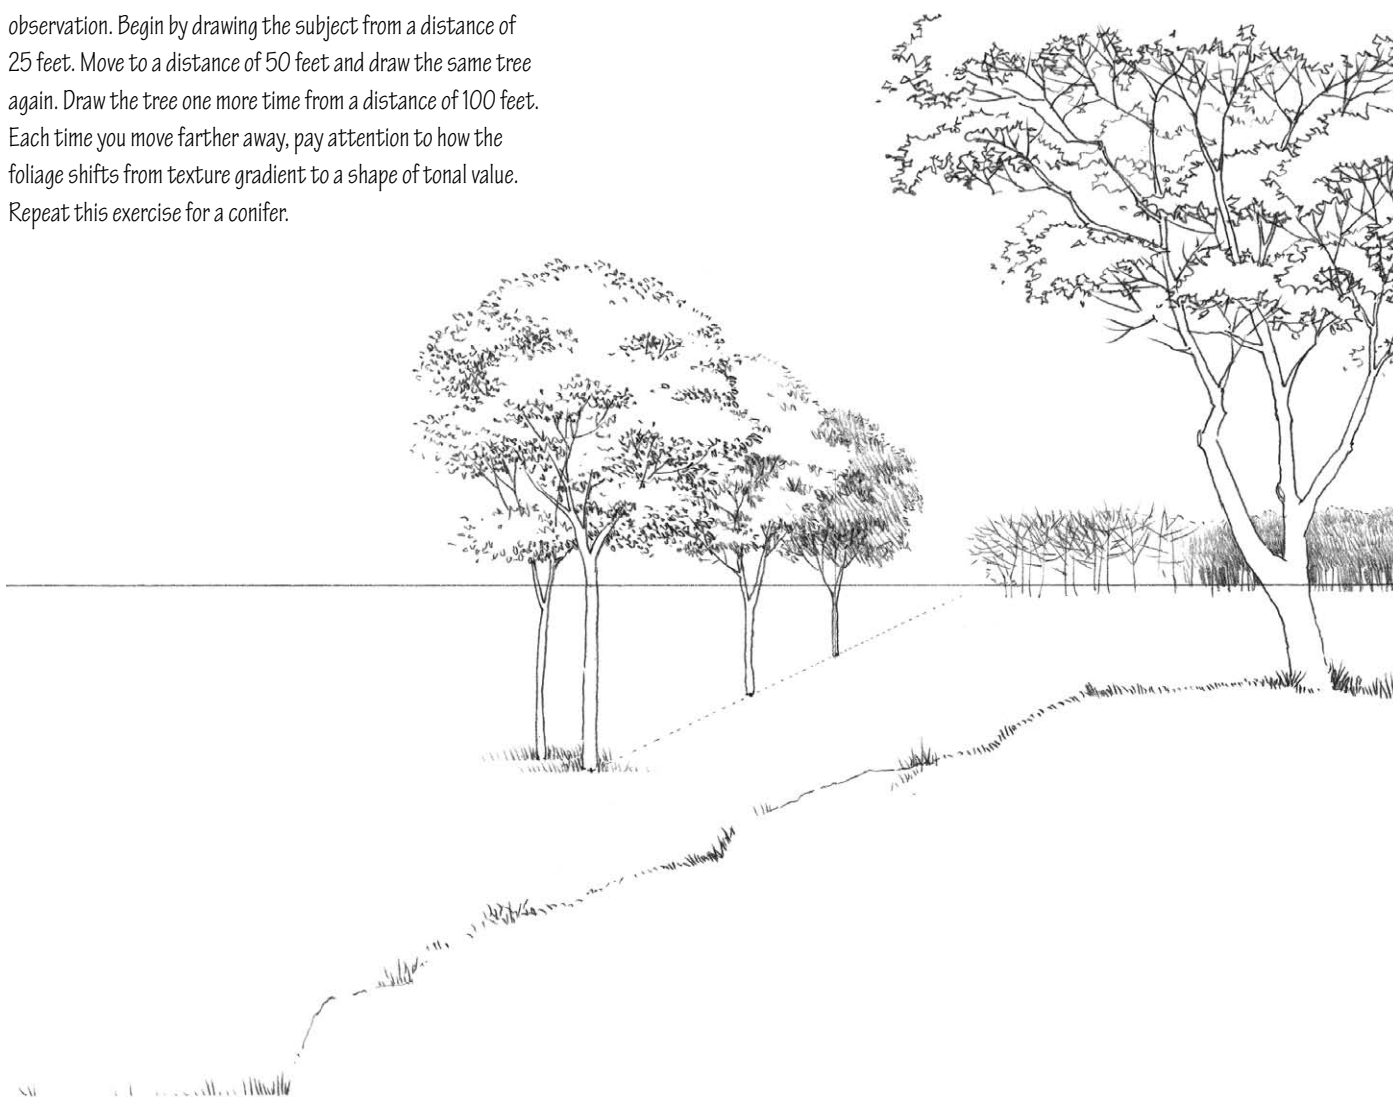 observation. Begin by drawing the subject from a distance of
25 feet. Move to a distance of 50 feet and draw the same tree
again. Draw the tree one more time from a distance of 100 feet.
Each time you move farther away, pay attention to how the
foliage shifts from texture gradient to a shape of tonal value.
Repeat this exercise for a conifer.